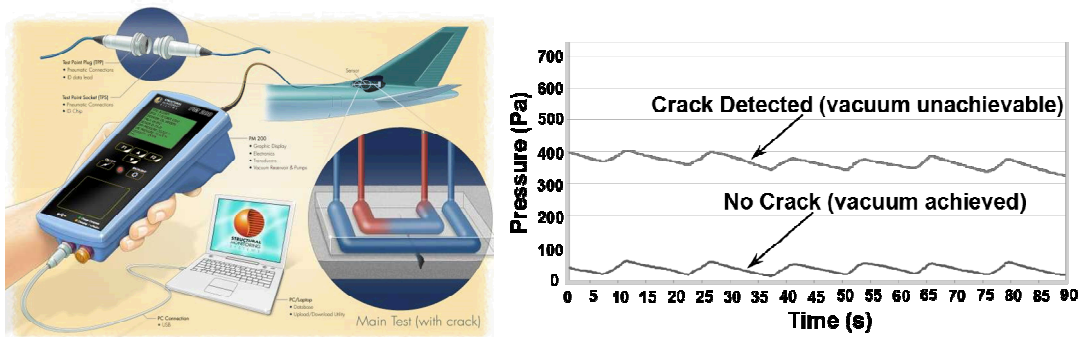 Test Point Plug (TPP)
• Pneumatic Connections
• ID data lead
Sensor
Test Point Socket (TPS)
• Pneumatic Connections
• ID Chip
PM 200
• Graphic Display
• Electronics
• Transducers
• Vacuum Reservoir & Pumps
STRUCTURAL
MONITORING
SYSTEMS
PC/Laptop
• Database
• Upload/Download Utility
PC Connection
• USB
Main Test (with crack)
Pressure (Pa)
700
600
500
400
300
200
100
0
Crack Detected (vacuum unachievable)
No Crack (vacuum achieved)
0 5 10 15 20 25 30 35 40 45 50 55 60 65 70 75 80 85 90
Time (s)